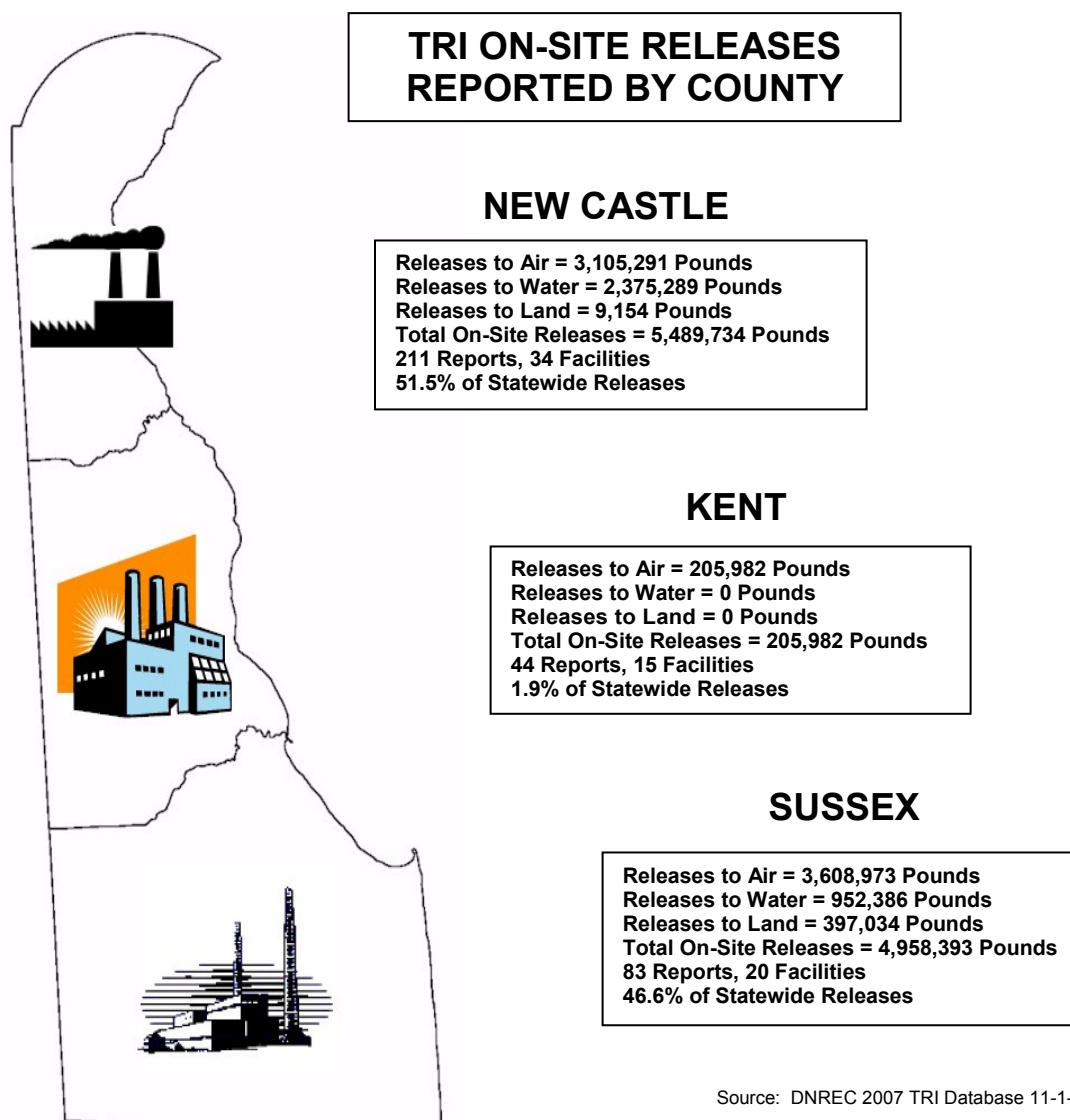 TRI ON-SITE RELEASES
REPORTED BY COUNTY
NEW CASTLE
Releases to Air = 3,105,291 Pounds
Releases to Water = 2,375,289 Pounds
Releases to Land = 9,154 Pounds
Total On-Site Releases = 5,489,734 Pounds
211 Reports, 34 Facilities
51.5% of Statewide Releases
KENT
Releases to Air = 205,982 Pounds
Releases to Water = 0 Pounds
Releases to Land = 0 Pounds
Total On-Site Releases = 205,982 Pounds
44 Reports, 15 Facilities
1.9% of Statewide Releases
SUSSEX
Releases to Air = 3,608,973 Pounds
Releases to Water = 952,386 Pounds
Releases to Land = 397,034 Pounds
Total On-Site Releases = 4,958,393 Pounds
83 Reports, 20 Facilities
46.6% of Statewide Releases
Source: DNREC 2007 TRI Database 11-1-